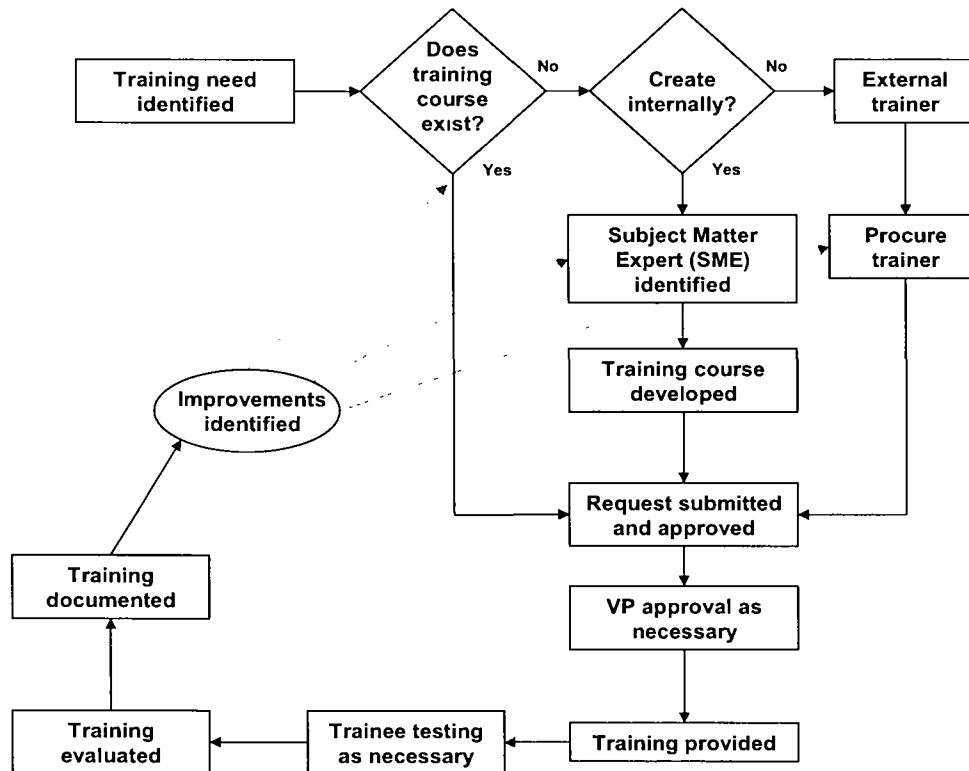 Training need
identified
Does
training
course
exist?
No
Create
internally?
No
External
trainer
Yes
Yes
Subject Matter
Expert (SME)
identified
Procure
trainer
Training course
developed
Improvements
identified
Request submitted
and approved
Training
documented
VP approval as
necessary
Training
evaluated
Trainee testing
as necessary
Training provided